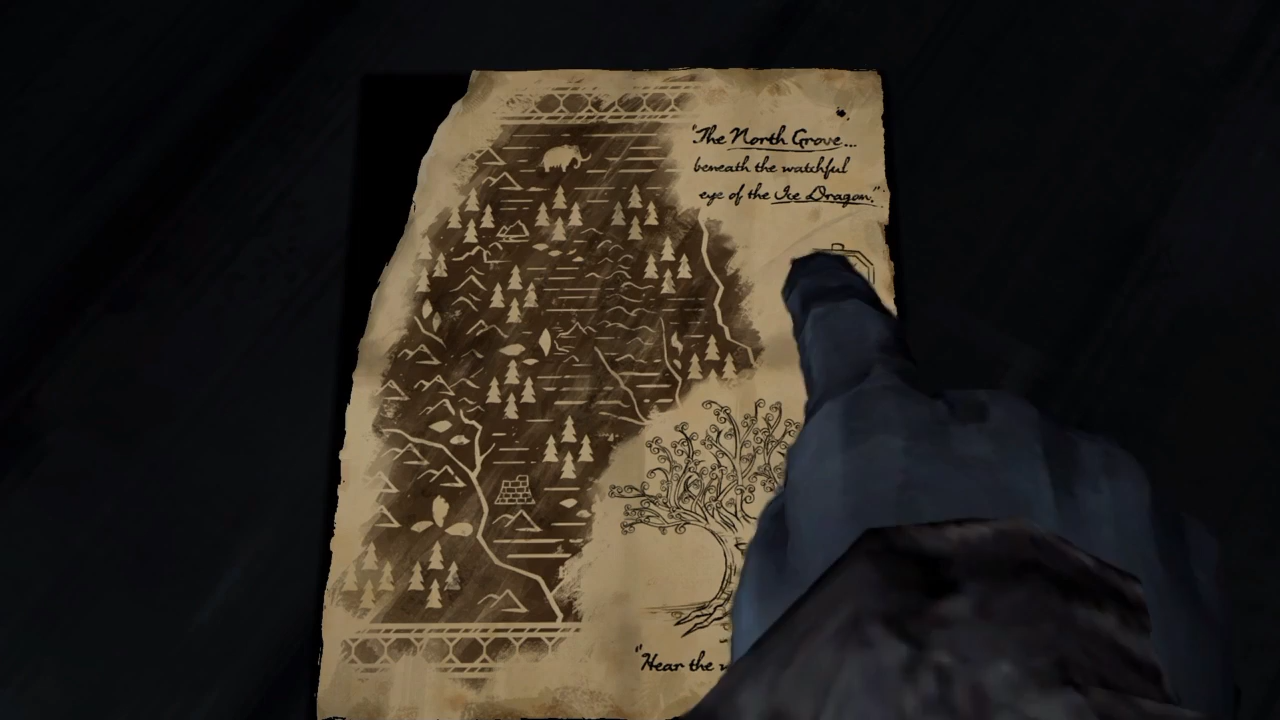 "The North Grove...
beneath the watchful
eye of the Ice Dragon."
"Hear the